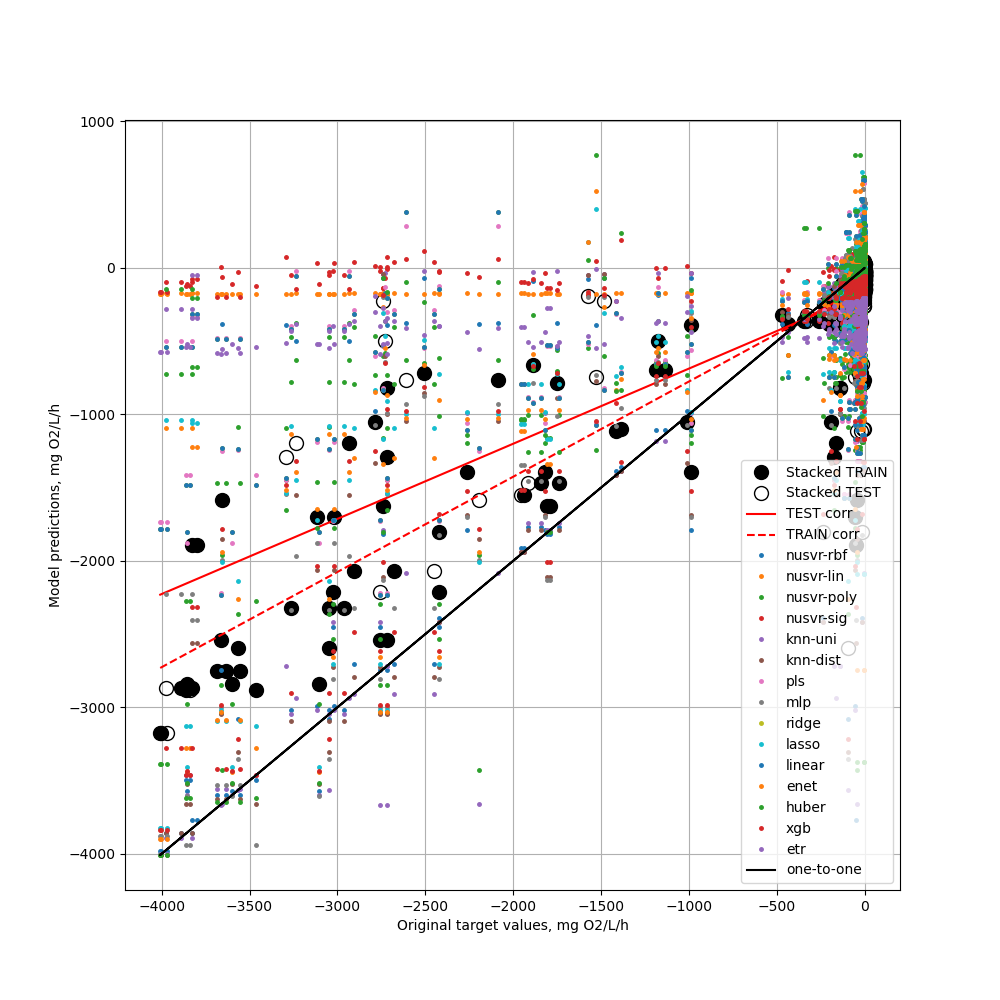 1000
0
−1000
−2000
−3000
−4000
Model predictions, mg O2/L/h
−4000 −3500 −3000 −2500 −2000 −1500 −1000 −500 0
Original target values, mg O2/L/h
Stacked TRAIN
Stacked TEST
TEST corr
TRAIN corr
nusvr-rbf
nusvr-lin
nusvr-poly
nusvr-sig
knn-uni
knn-dist
pls
mlp
ridge
lasso
linear
enet
huber
xgb
etr
one-to-one